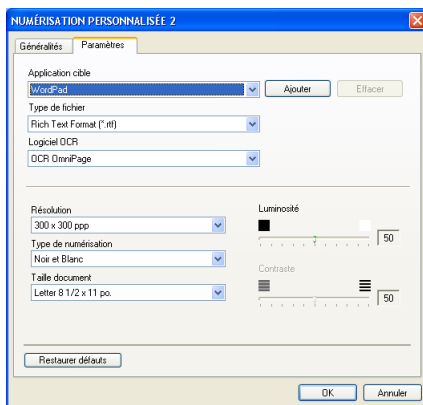 NUMÉRISATION PERSONNALISÉE 2
Généralités Paramètres
Application cible
WordPad Ajouter Effacer
Type de fichier
Rich Text Format (*.rtf)
Logiciel OCR
OCR OmniPage
Résolution Luminosité
300 x 300 ppp 50
Type de numérisation
Noir et Blanc Contraste
Taille document
Letter 8 1/2 x 11 po. 50
Restaurer défauts
OK Annuler